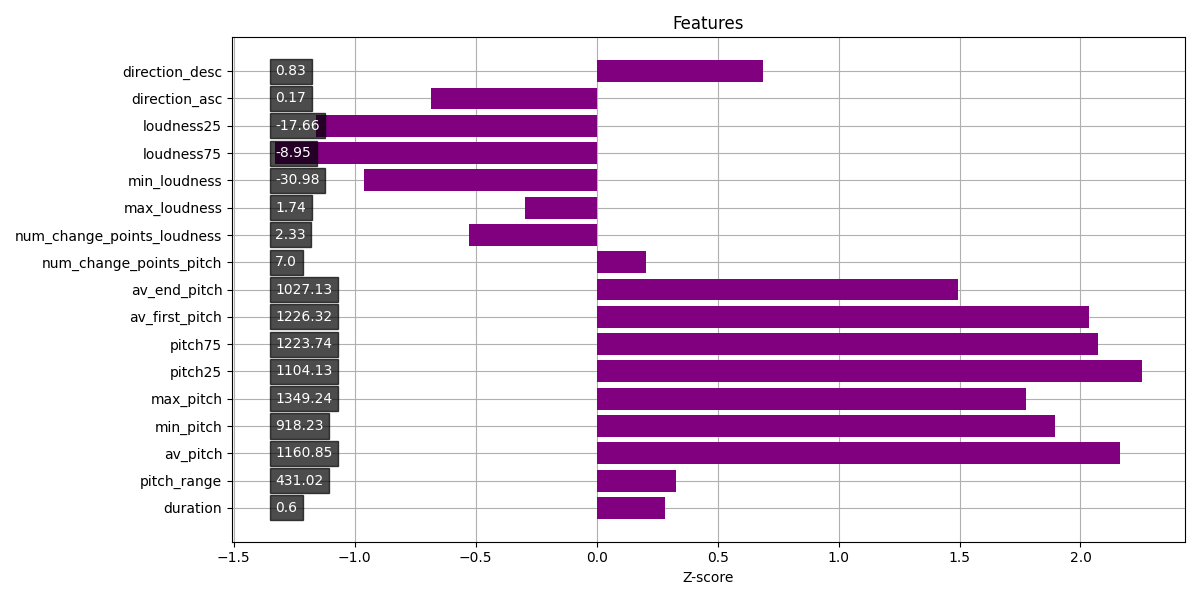 Features
direction_desc 0.83
direction_asc 0.17
loudness25 -17.66
loudness75 -8.95
min_loudness -30.98
max_loudness 1.74
num_change_points_loudness 2.33
num_change_points_pitch 7.0
av_end_pitch 1027.13
av_first_pitch 1226.32
pitch75 1223.74
pitch25 1104.13
max_pitch 1349.24
min_pitch 918.23
av_pitch 1160.85
pitch_range 431.02
duration 0.6
−1.5 −1.0 −0.5 0.0 0.5 1.0 1.5 2.0
Z-score